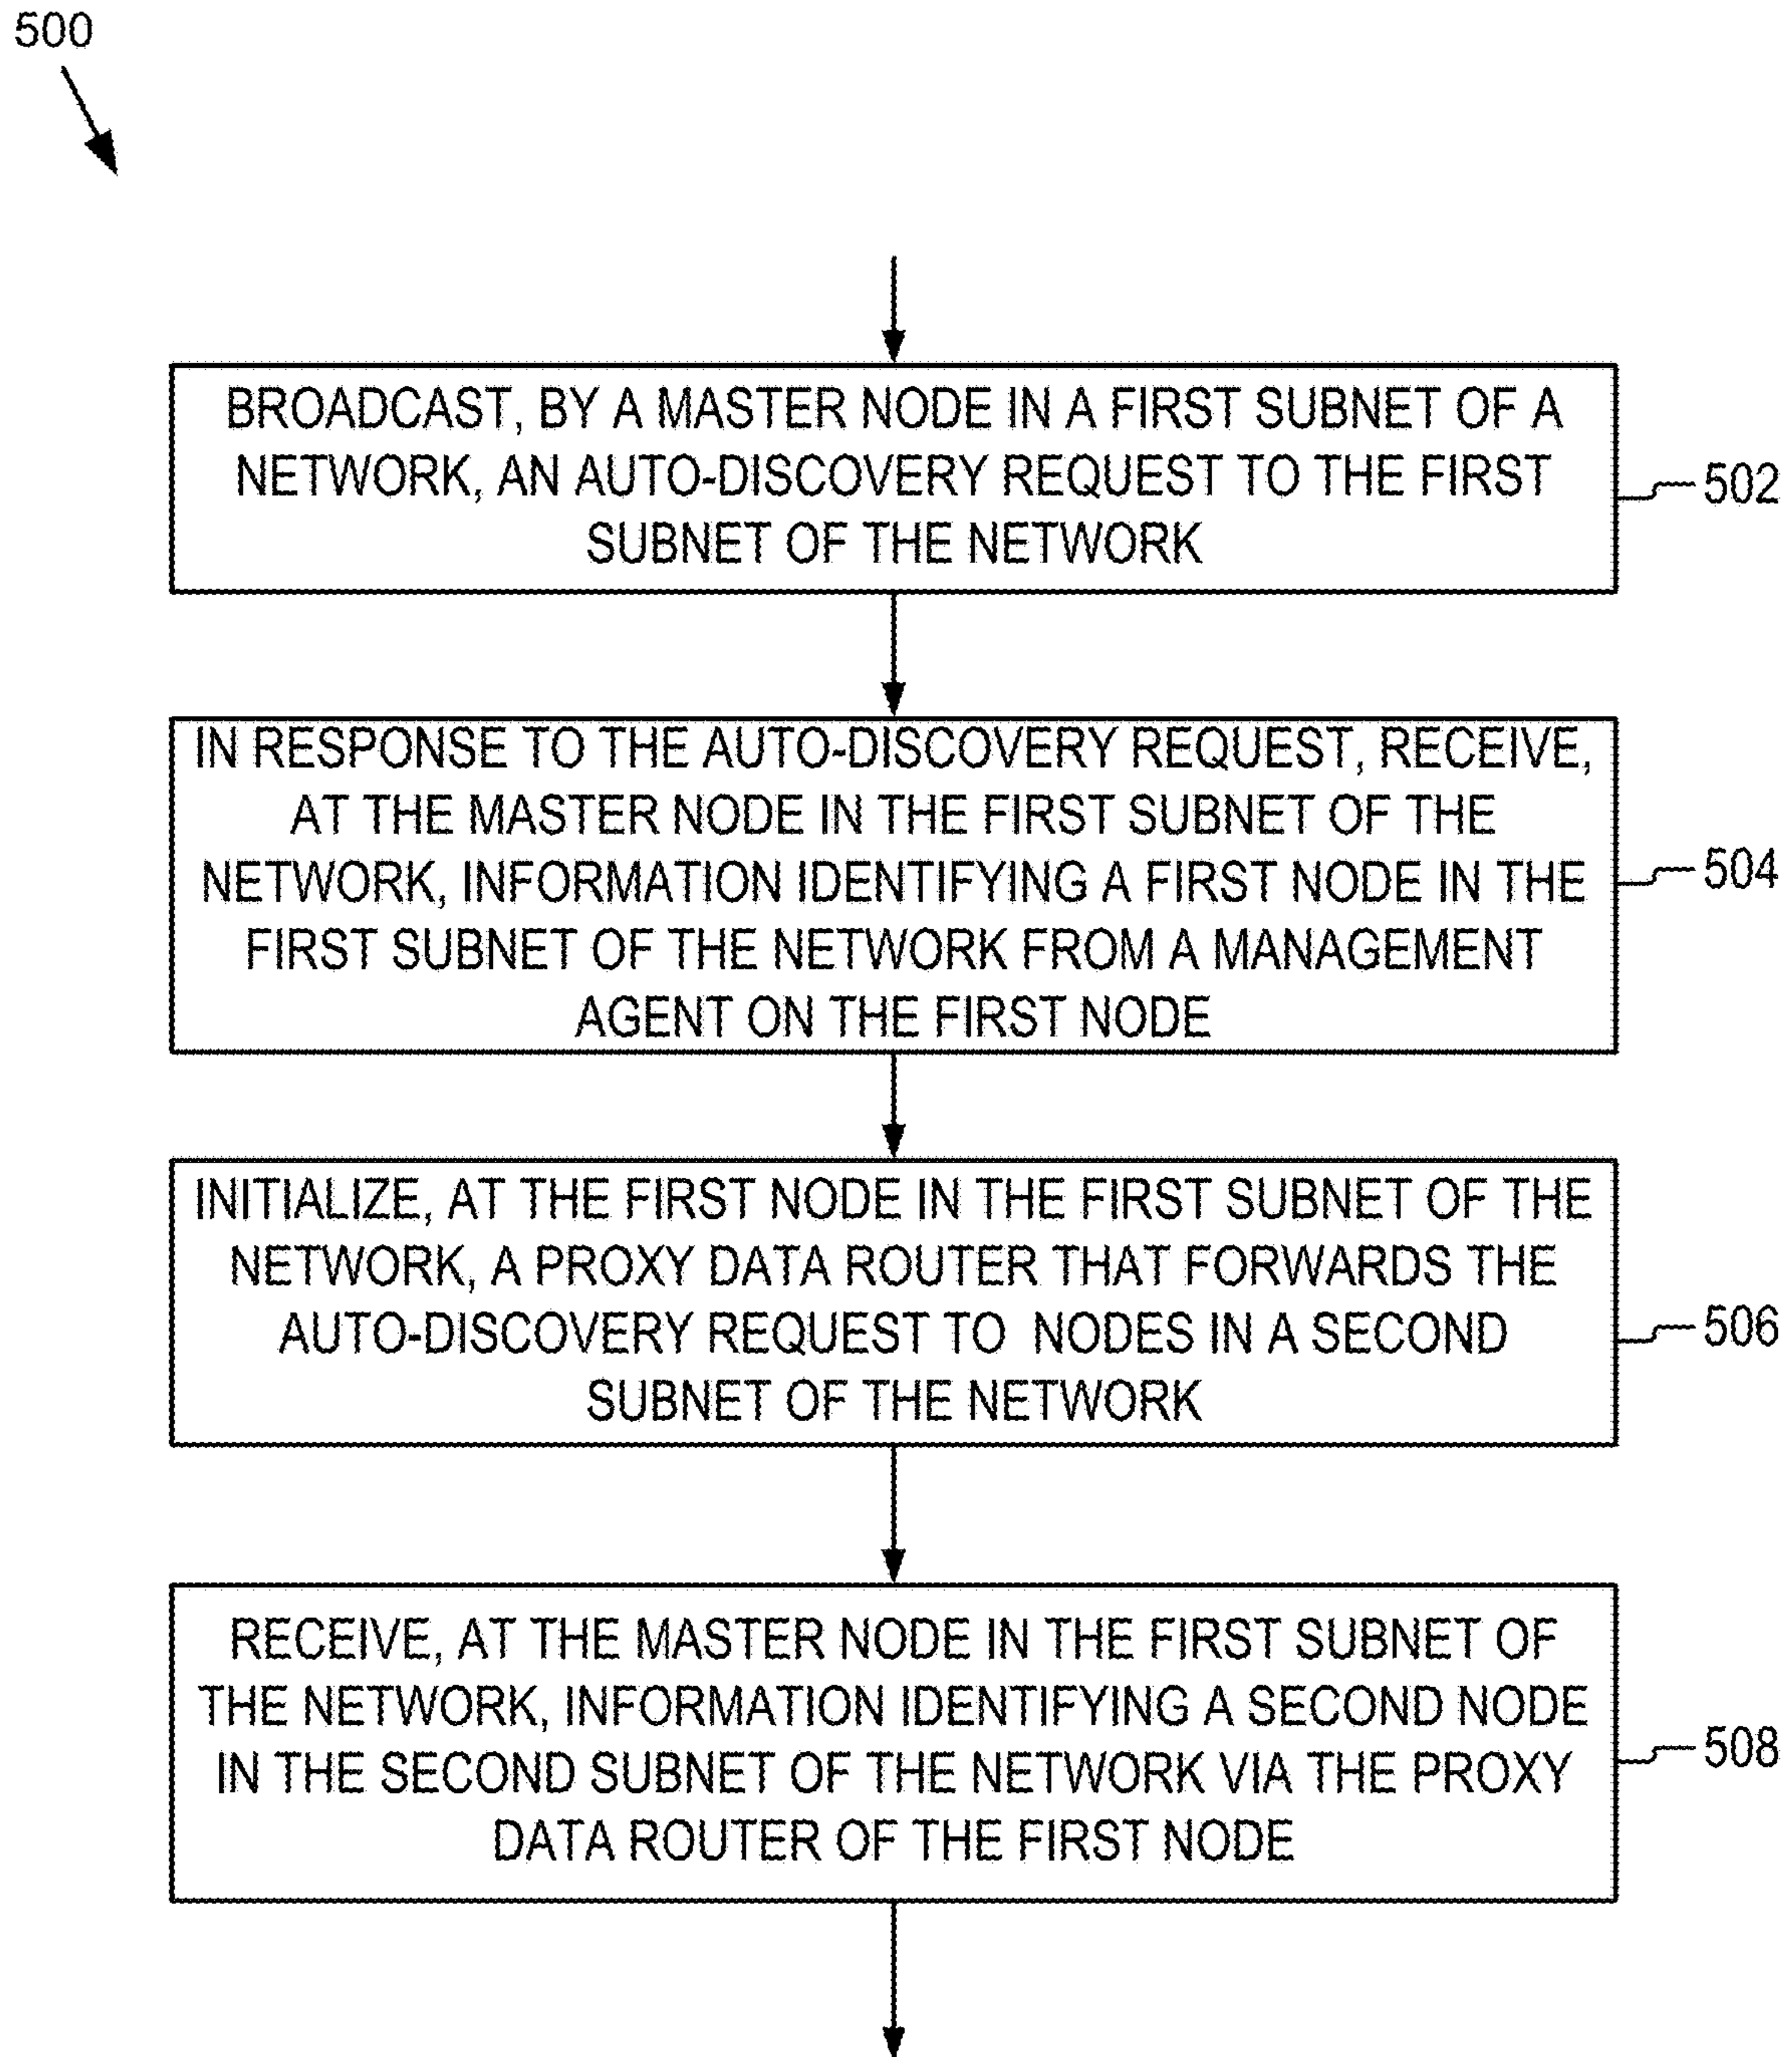 500
BROADCAST, BY A MASTER NODE IN A FIRST SUBNET OF A
NETWORK, AN AUTO-DISCOVERY REQUEST TO THE FIRST
SUBNET OF THE NETWORK
502
IN RESPONSE TO THE AUTO-DISCOVERY REQUEST, RECEIVE,
AT THE MASTER NODE IN THE FIRST SUBNET OF THE
NETWORK, INFORMATION IDENTIFYING A FIRST NODE IN THE
FIRST SUBNET OF THE NETWORK FROM A MANAGEMENT
AGENT ON THE FIRST NODE
504
INITIALIZE, AT THE FIRST NODE IN THE FIRST SUBNET OF THE
NETWORK, A PROXY DATA ROUTER THAT FORWARDS THE
AUTO-DISCOVERY REQUEST TO NODES IN A SECOND
SUBNET OF THE NETWORK
506
RECEIVE, AT THE MASTER NODE IN THE FIRST SUBNET OF
THE NETWORK, INFORMATION IDENTIFYING A SECOND NODE
IN THE SECOND SUBNET OF THE NETWORK VIA THE PROXY
DATA ROUTER OF THE FIRST NODE
508